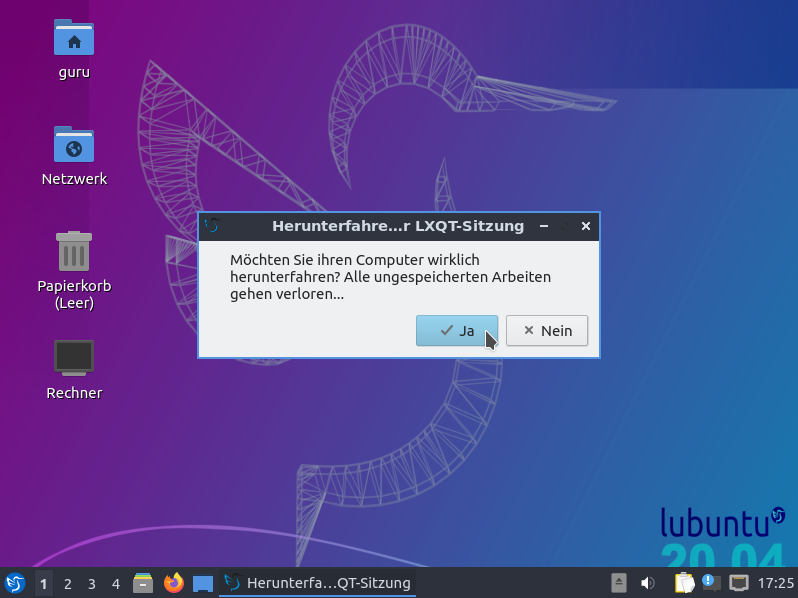 guru
Netzwerk
Papierkorb
(Leer)
Rechner
Herunterfahre...r LXQT-Sitzung
Möchten Sie ihren Computer wirklich
herunterfahren? Alle ungespeicherten Arbeiten
gehen verloren...
Ja
Nein
lubuntu
20.04
1 2 3 4
Herunterfa...QT-Sitzung
17:25